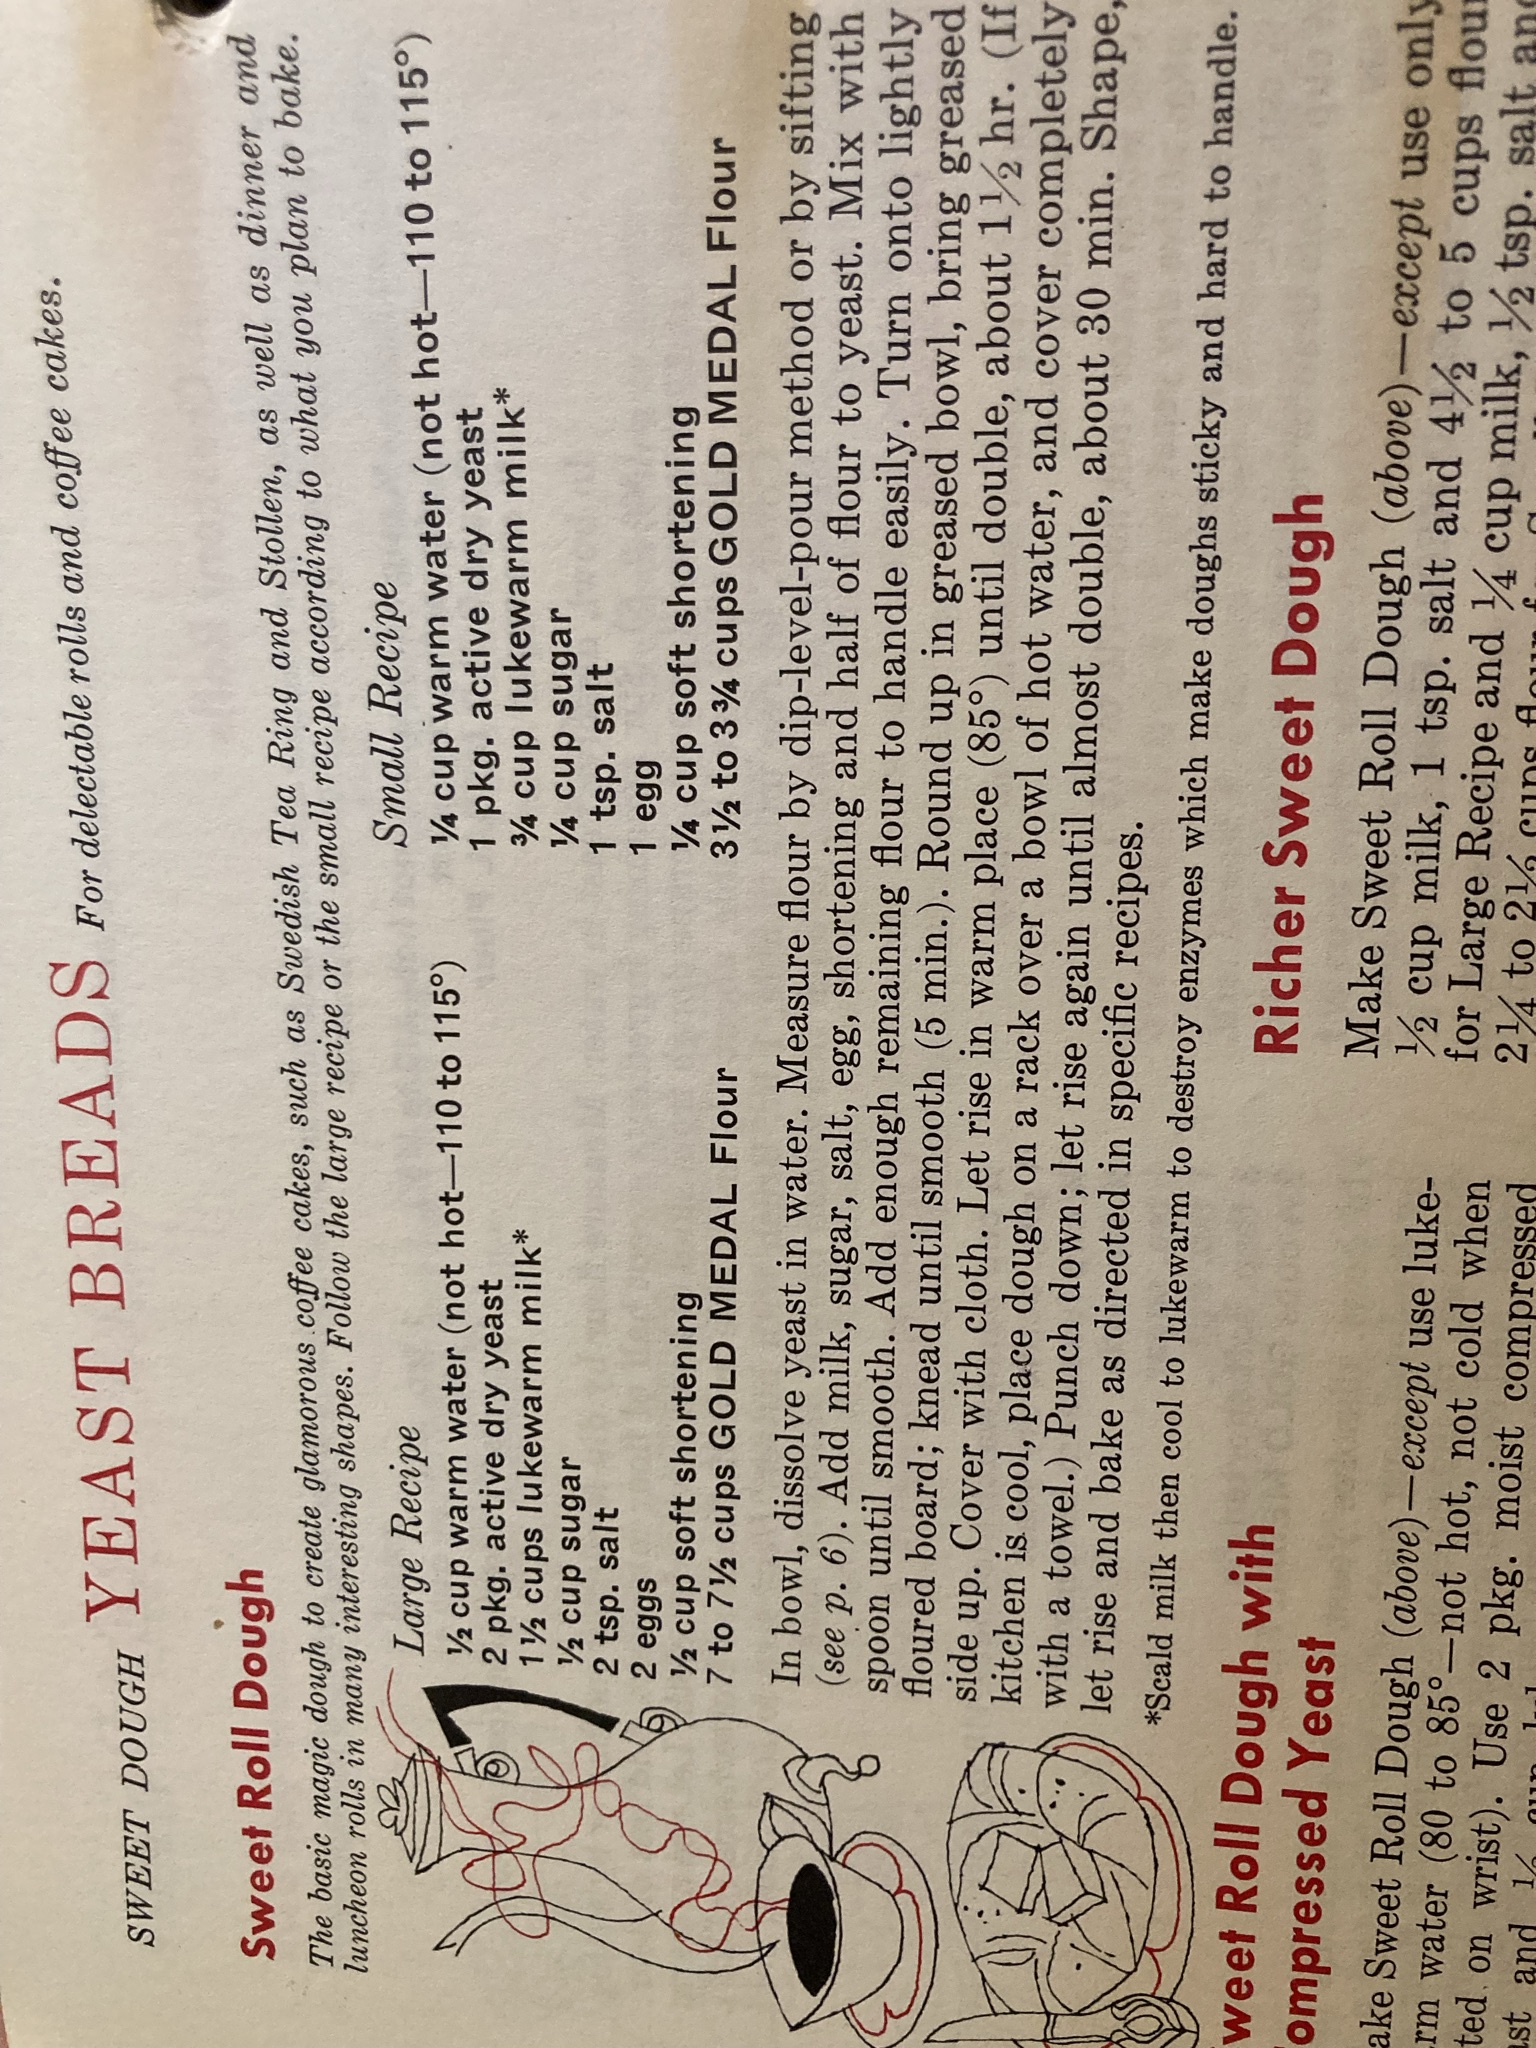 SWEET DOUGH YEAST BREADS For delectable rolls and coffee cakes.
Sweet Roll Dough
The basic magic dough to create glamorous coffee cakes, such as Swedish Tea Ring and Stollen, as well as dinner and
luncheon rolls in many interesting shapes. Follow the large recipe or the small recipe according to what you plan to bake.
Large Recipe
½ cup warm water (not hot—110 to 115°)
2 pkg. active dry yeast
1½ cups lukewarm milk*
½ cup sugar
2 tsp. salt
2 eggs
½ cup soft shortening
7 to 7½ cups GOLD MEDAL Flour
Small Recipe
¼ cup warm water (not hot—110 to 115°)
1 pkg. active dry yeast
¾ cup lukewarm milk*
¼ cup sugar
1 tsp. salt
1 egg
¼ cup soft shortening
3½ to 3¾ cups GOLD MEDAL Flour
In bowl, dissolve yeast in water. Measure flour by dip-level-pour method or by sifting
(see p. 6). Add milk, sugar, salt, egg, shortening and half of flour to yeast. Mix with
spoon until smooth. Add enough remaining flour to handle easily. Turn onto lightly
floured board; knead until smooth (5 min.). Round up in greased bowl, bring greased
side up. Cover with cloth. Let rise in warm place (85°) until double, about 1½ hr. (If
kitchen is cool, place dough on a rack over a bowl of hot water, and cover completely
with a towel.) Punch down; let rise again until almost double, about 30 min. Shape,
let rise and bake as directed in specific recipes.
*Scald milk then cool to lukewarm to destroy enzymes which make doughs sticky and hard to handle.
weet Roll Dough with
ompressed Yeast
ake Sweet Roll Dough (above)—except use luke-
rm water (80 to 85°—not hot, not cold when
ted on wrist). Use 2 pkg. moist compressed
Richer Sweet Dough
Make Sweet Roll Dough (above)—except use only
½ cup milk, 1 tsp. salt and 4½ to 5 cups flour
for Large Recipe and ¼ cup milk, ½ tsp. salt and
2¼ to 2½ cups